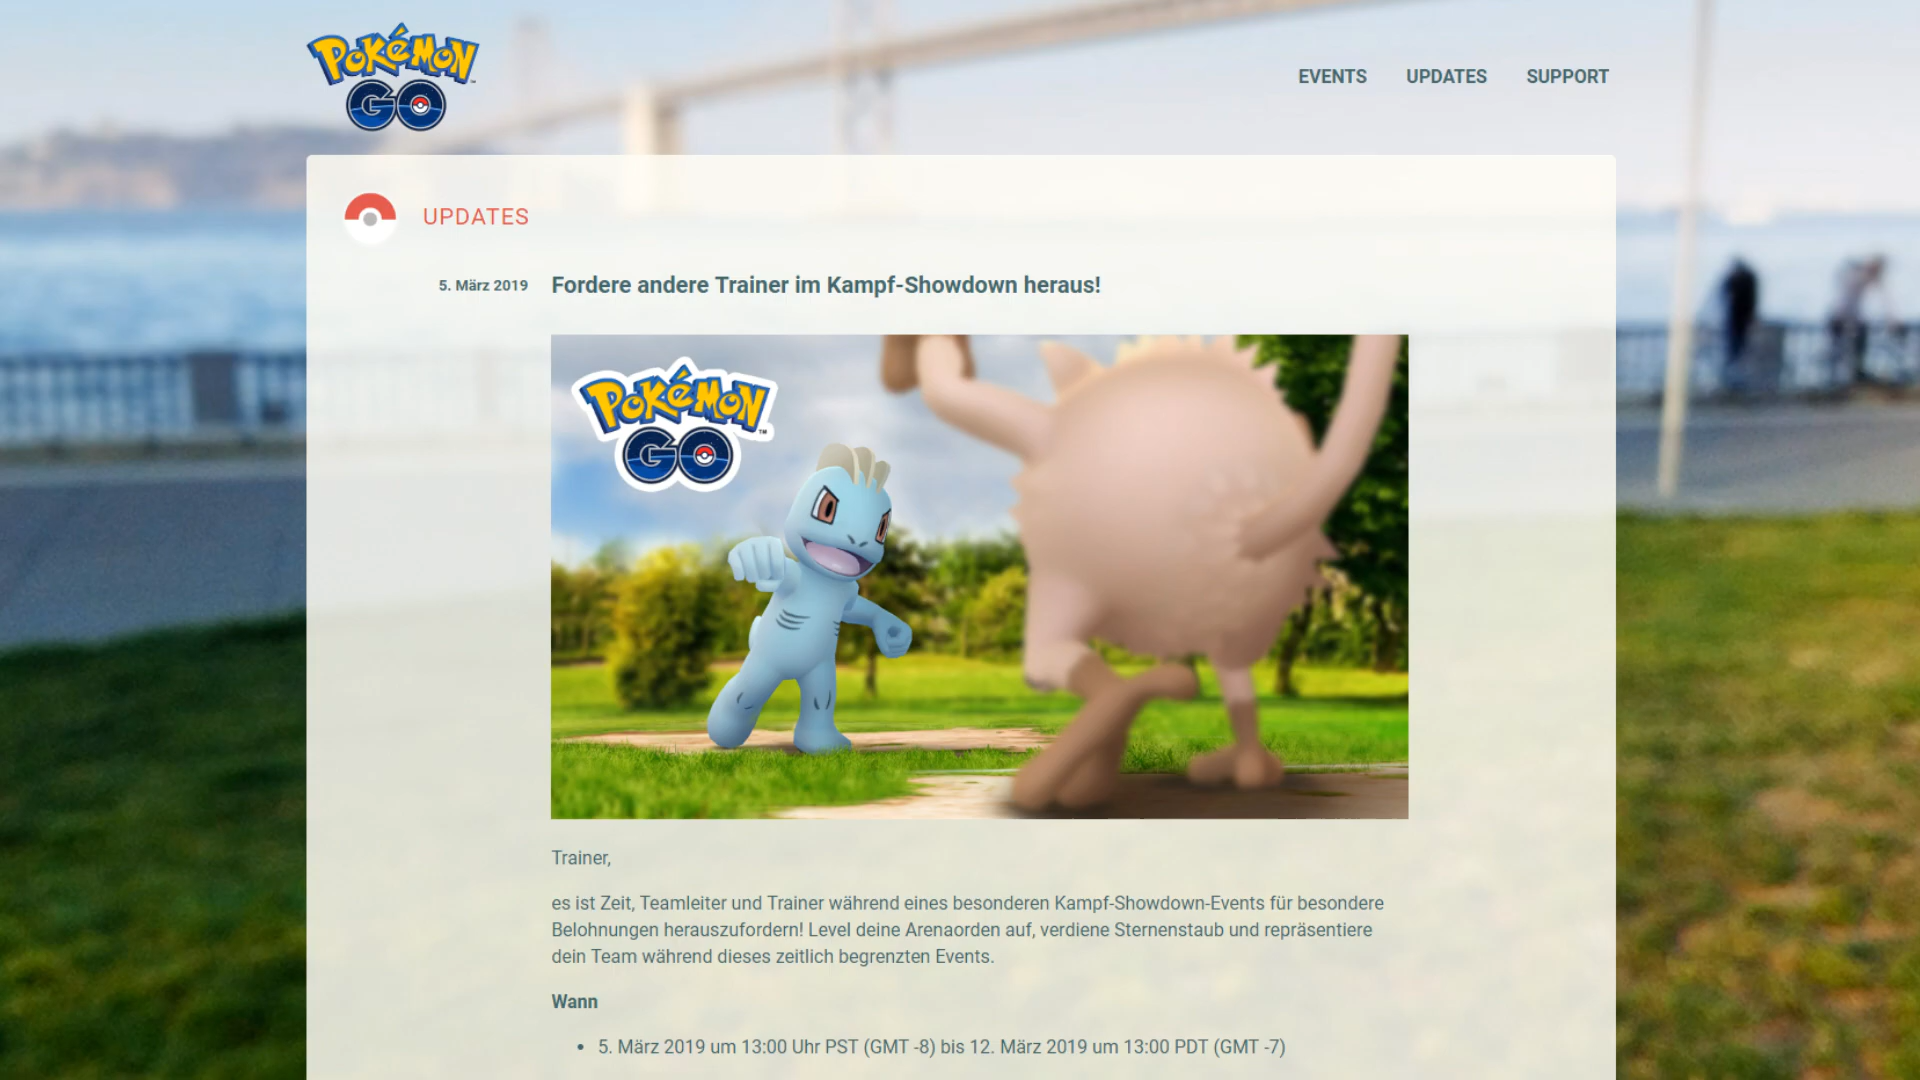 POKÉMON
GO
EVENTS UPDATES SUPPORT
UPDATES
5. März 2019 Fordere andere Trainer im Kampf-Showdown heraus!
POKÉMON
GO
TM
Trainer,
es ist Zeit, Teamleiter und Trainer während eines besonderen Kampf-Showdown-Events für besondere
Belohnungen herauszufordern! Level deine Arenaorden auf, verdiene Sternenstaub und repräsentiere
dein Team während dieses zeitlich begrenzten Events.
Wann
• 5. März 2019 um 13:00 Uhr PST (GMT -8) bis 12. März 2019 um 13:00 PDT (GMT -7)